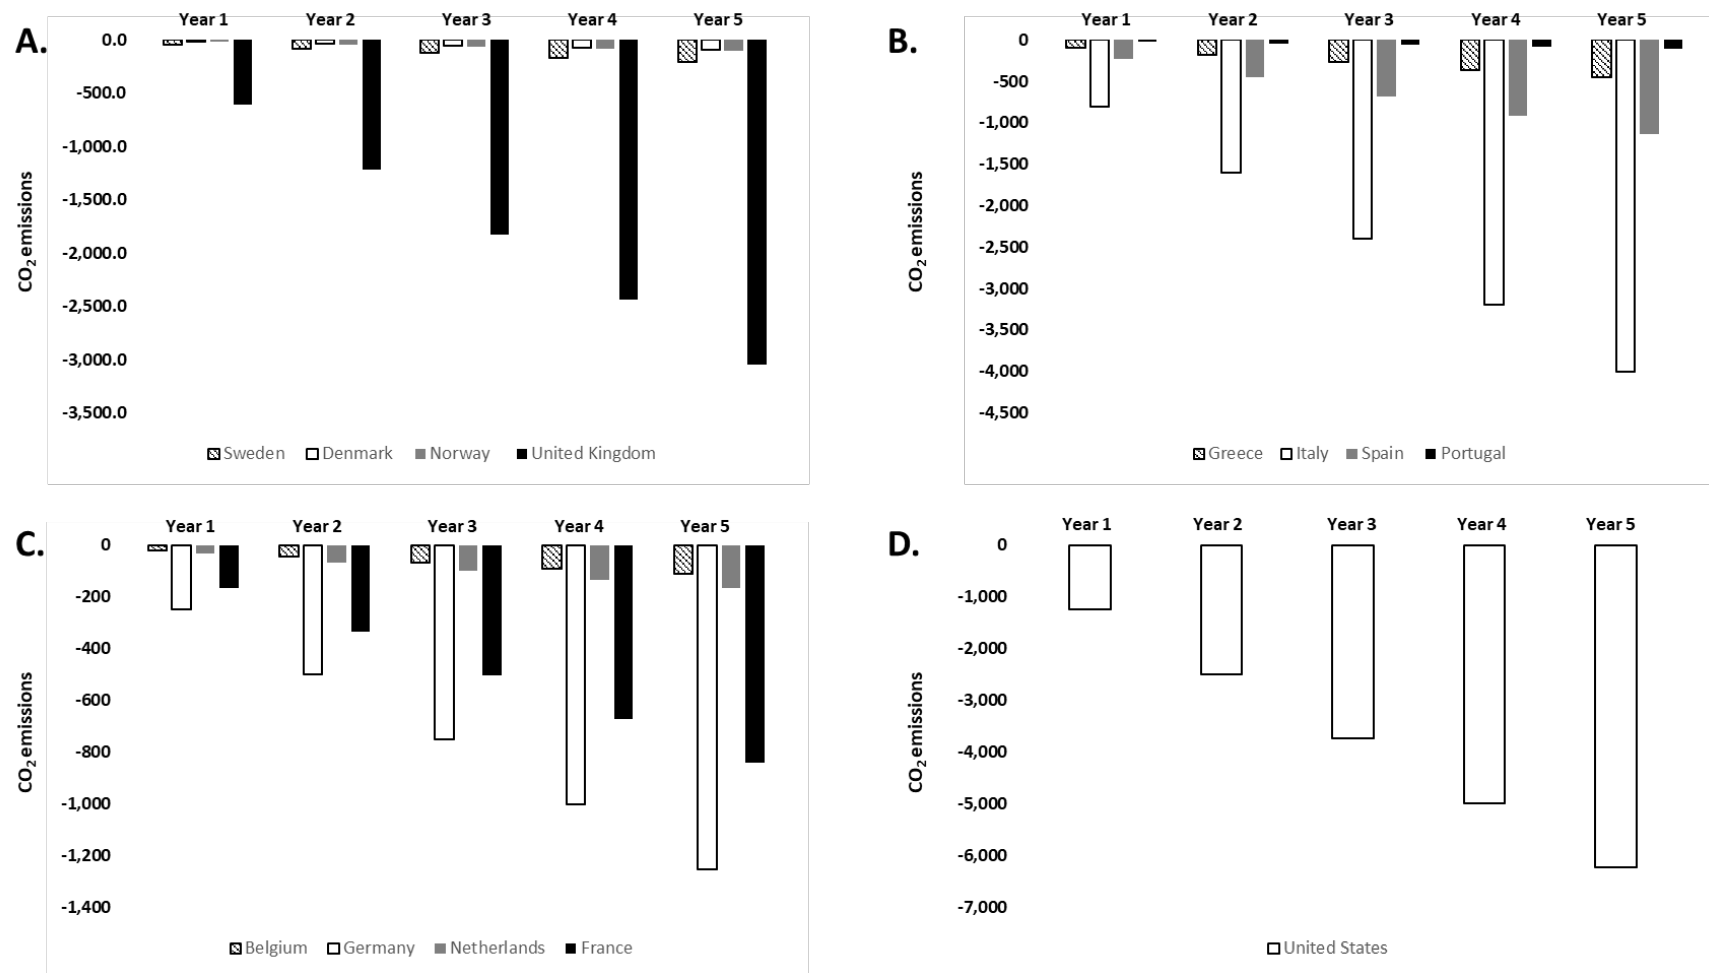 A.
Year 1 Year 2 Year 3 Year 4 Year 5
0.0
-500.0
-1,000.0
-1,500.0
-2,000.0
-2,500.0
-3,000.0
-3,500.0
CO2 emissions
Sweden Denmark Norway United Kingdom
B.
Year 1 Year 2 Year 3 Year 4 Year 5
0
-500
-1,000
-1,500
-2,000
-2,500
-3,000
-3,500
-4,000
-4,500
CO2 emissions
Greece Italy Spain Portugal
C.
Year 1 Year 2 Year 3 Year 4 Year 5
0
-200
-400
-600
-800
-1,000
-1,200
-1,400
CO2 emissions
Belgium Germany Netherlands France
D.
Year 1 Year 2 Year 3 Year 4 Year 5
0
-1,000
-2,000
-3,000
-4,000
-5,000
-6,000
-7,000
CO2 emissions
United States